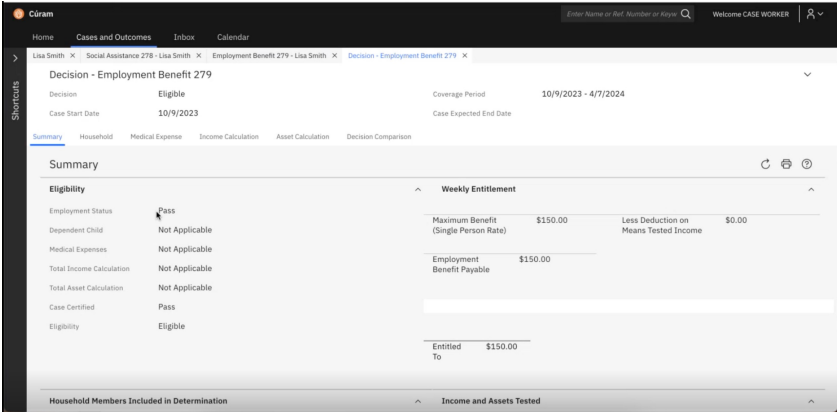 Cúram
Enter Name or Ref. Number or Keyw
Welcome CASE WORKER
Home Cases and Outcomes Inbox Calendar
Shortcuts
Lisa Smith × Social Assistance 278 - Lisa Smith × Employment Benefit 279 - Lisa Smith × Decision - Employment Benefit 279 ×
Decision - Employment Benefit 279
Decision Eligible Coverage Period 10/9/2023 - 4/7/2024
Case Start Date 10/9/2023 Case Expected End Date
Summary Household Medical Expense Income Calculation Asset Calculation Decision Comparison
Summary
Eligibility
Employment Status Pass
Dependent Child Not Applicable
Medical Expenses Not Applicable
Total Income Calculation Not Applicable
Total Asset Calculation Not Applicable
Case Certified Pass
Eligibility Eligible
Weekly Entitlement
Maximum Benefit $150.00 Less Deduction on $0.00
(Single Person Rate) Means Tested Income
Employment $150.00
Benefit Payable
Entitled $150.00
To
Household Members Included in Determination
Income and Assets Tested